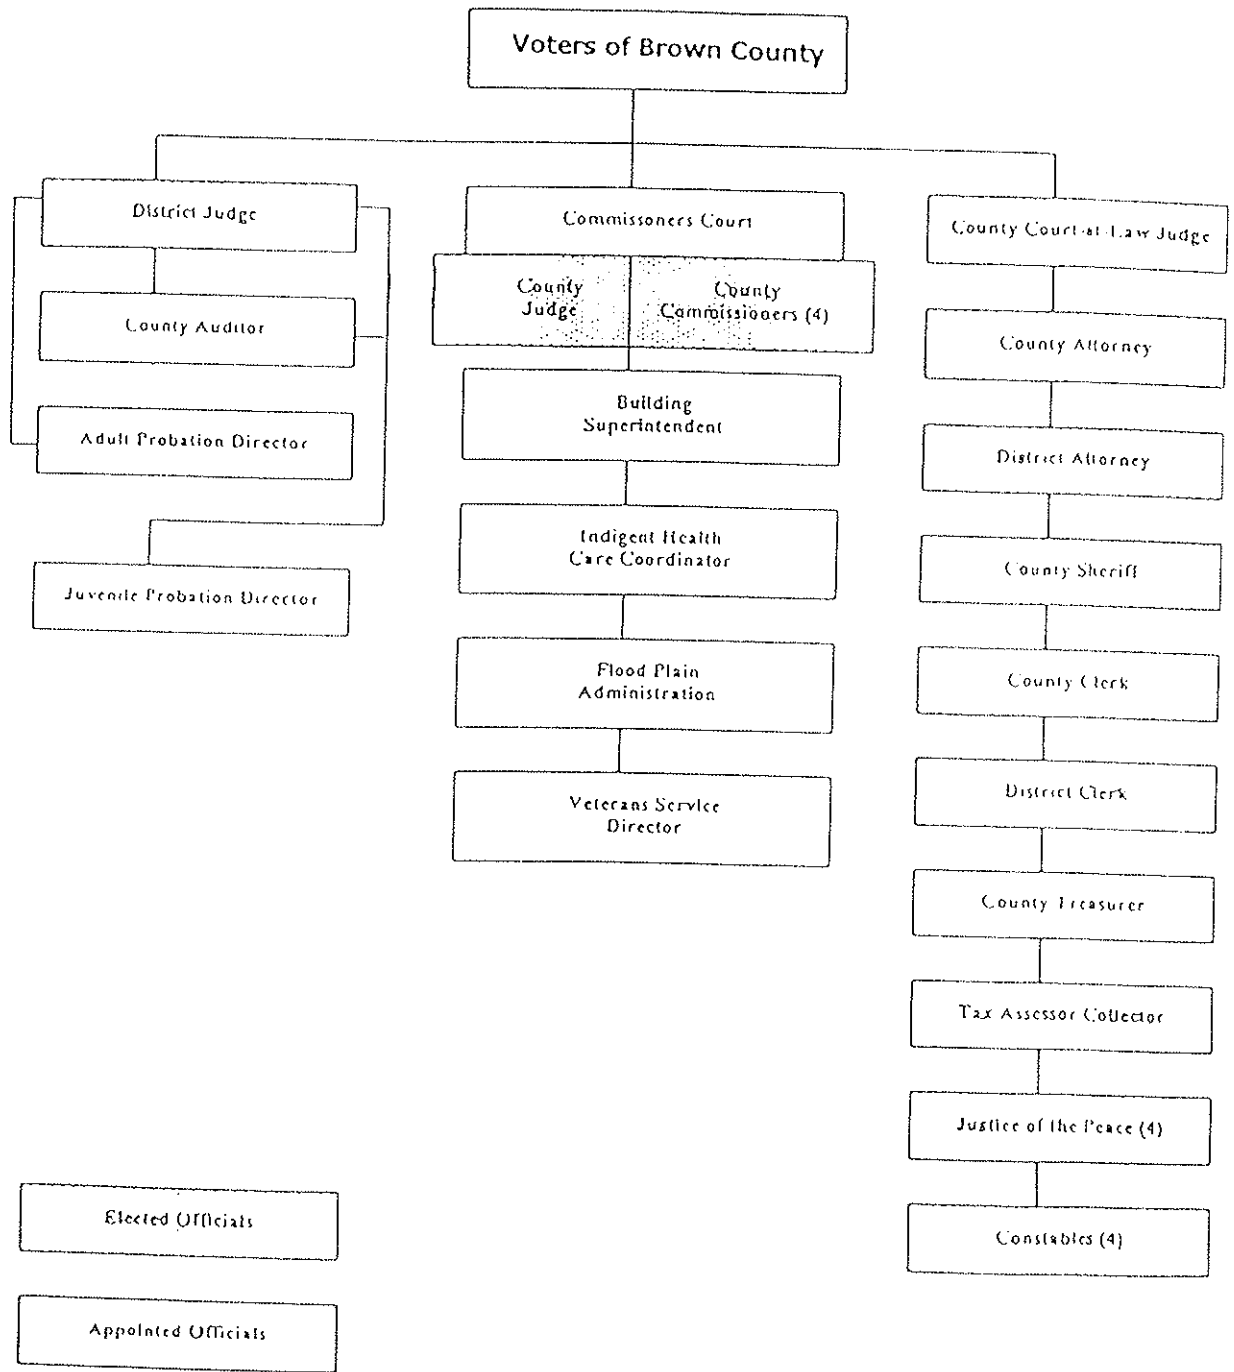 Voters of Brown County
District Judge
County Auditor
Adult Probation Director
Juvenile Probation Director
Commissoners Court
County
Judge
County
Commissioners (4)
Building
Superintendent
Indigent Health
Care Coordinator
Flood Plain
Administration
Veterans Service
Director
County Court-at-Law Judge
County Attorney
District Attorney
County Sheriff
County Clerk
District Clerk
County Treasurer
Tax Assessor Collector
Justice of the Peace (4)
Constables (4)
Elected Officials
Appointed Officials